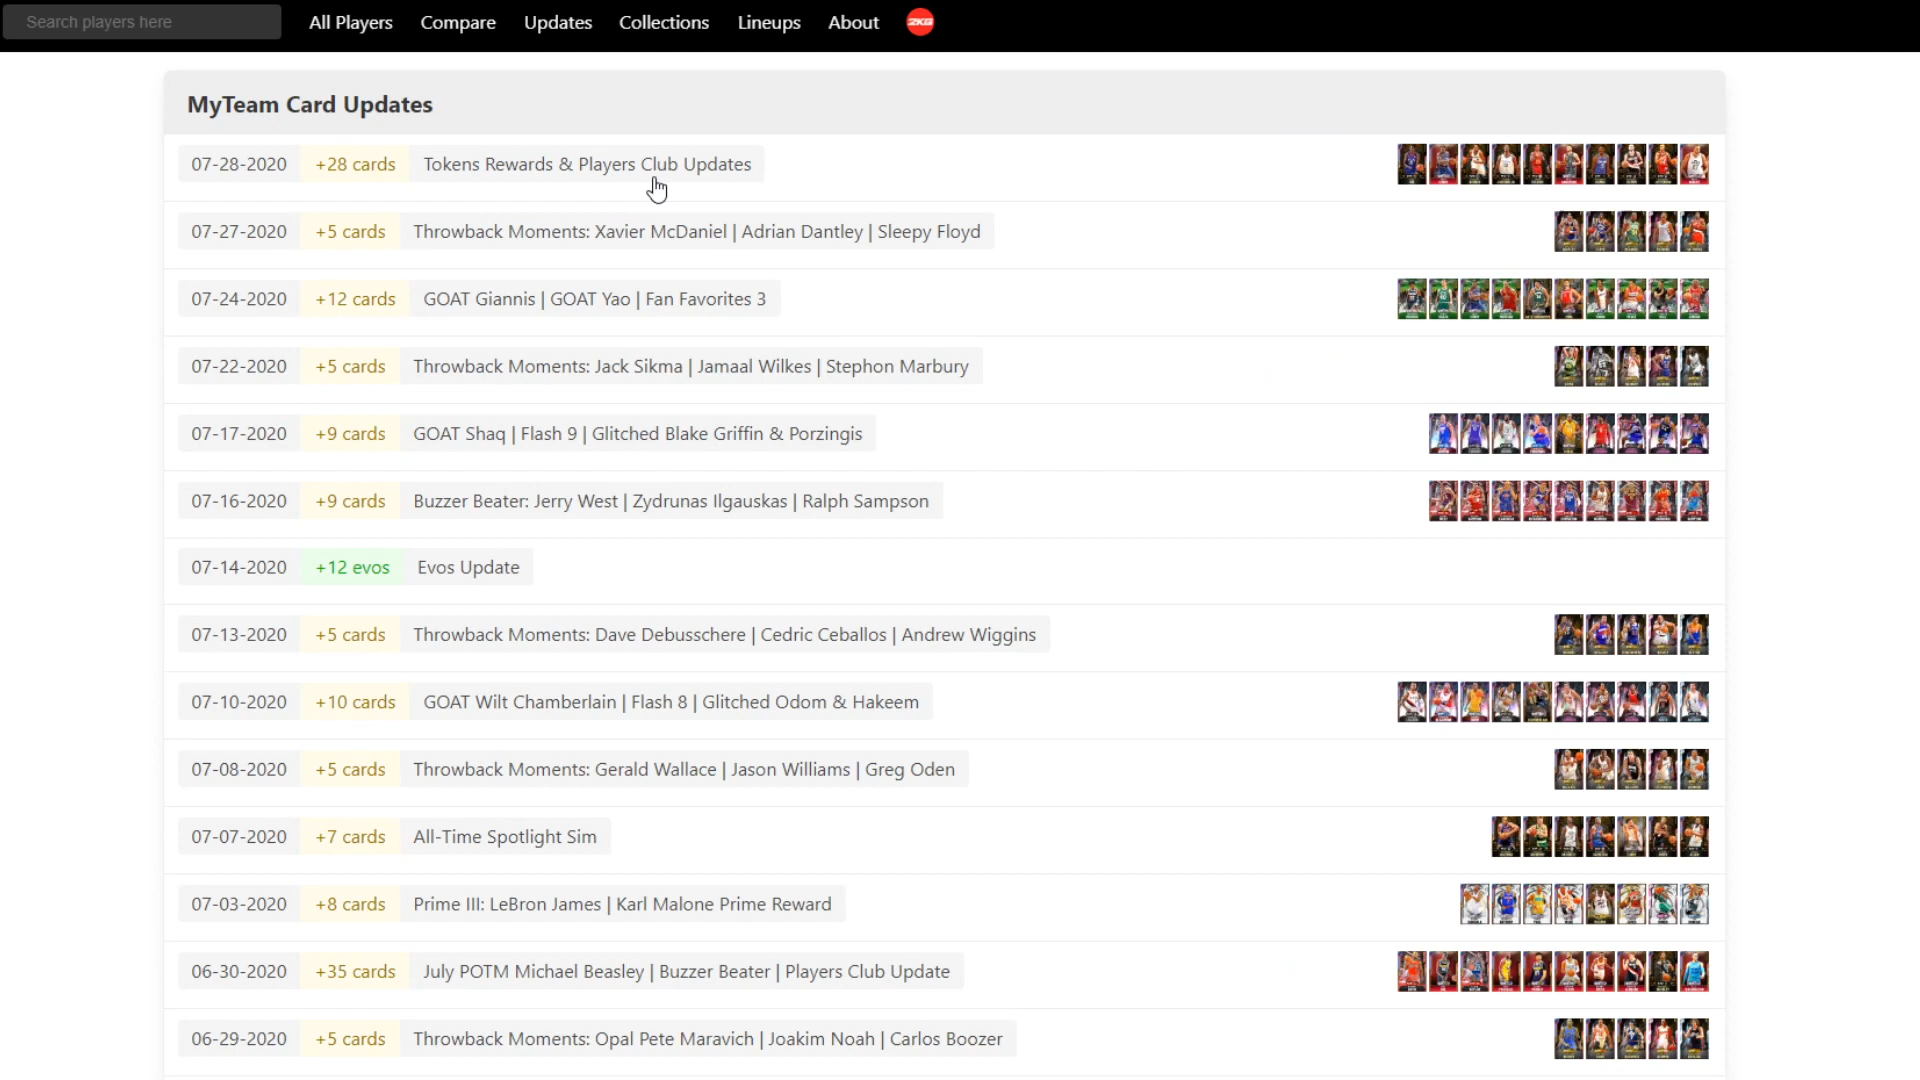 Search players here
All Players Compare Updates Collections Lineups About 2KG
MyTeam Card Updates
07-28-2020 +28 cards Tokens Rewards & Players Club Updates
07-27-2020 +5 cards Throwback Moments: Xavier McDaniel | Adrian Dantley | Sleepy Floyd
07-24-2020 +12 cards GOAT Giannis | GOAT Yao | Fan Favorites 3
07-22-2020 +5 cards Throwback Moments: Jack Sikma | Jamaal Wilkes | Stephon Marbury
07-17-2020 +9 cards GOAT Shaq | Flash 9 | Glitched Blake Griffin & Porzingis
07-16-2020 +9 cards Buzzer Beater: Jerry West | Zydrunas Ilgauskas | Ralph Sampson
07-14-2020 +12 evos Evos Update
07-13-2020 +5 cards Throwback Moments: Dave Debusschere | Cedric Ceballos | Andrew Wiggins
07-10-2020 +10 cards GOAT Wilt Chamberlain | Flash 8 | Glitched Odom & Hakeem
07-08-2020 +5 cards Throwback Moments: Gerald Wallace | Jason Williams | Greg Oden
07-07-2020 +7 cards All-Time Spotlight Sim
07-03-2020 +8 cards Prime III: LeBron James | Karl Malone Prime Reward
06-30-2020 +35 cards July POTM Michael Beasley | Buzzer Beater | Players Club Update
06-29-2020 +5 cards Throwback Moments: Opal Pete Maravich | Joakim Noah | Carlos Boozer